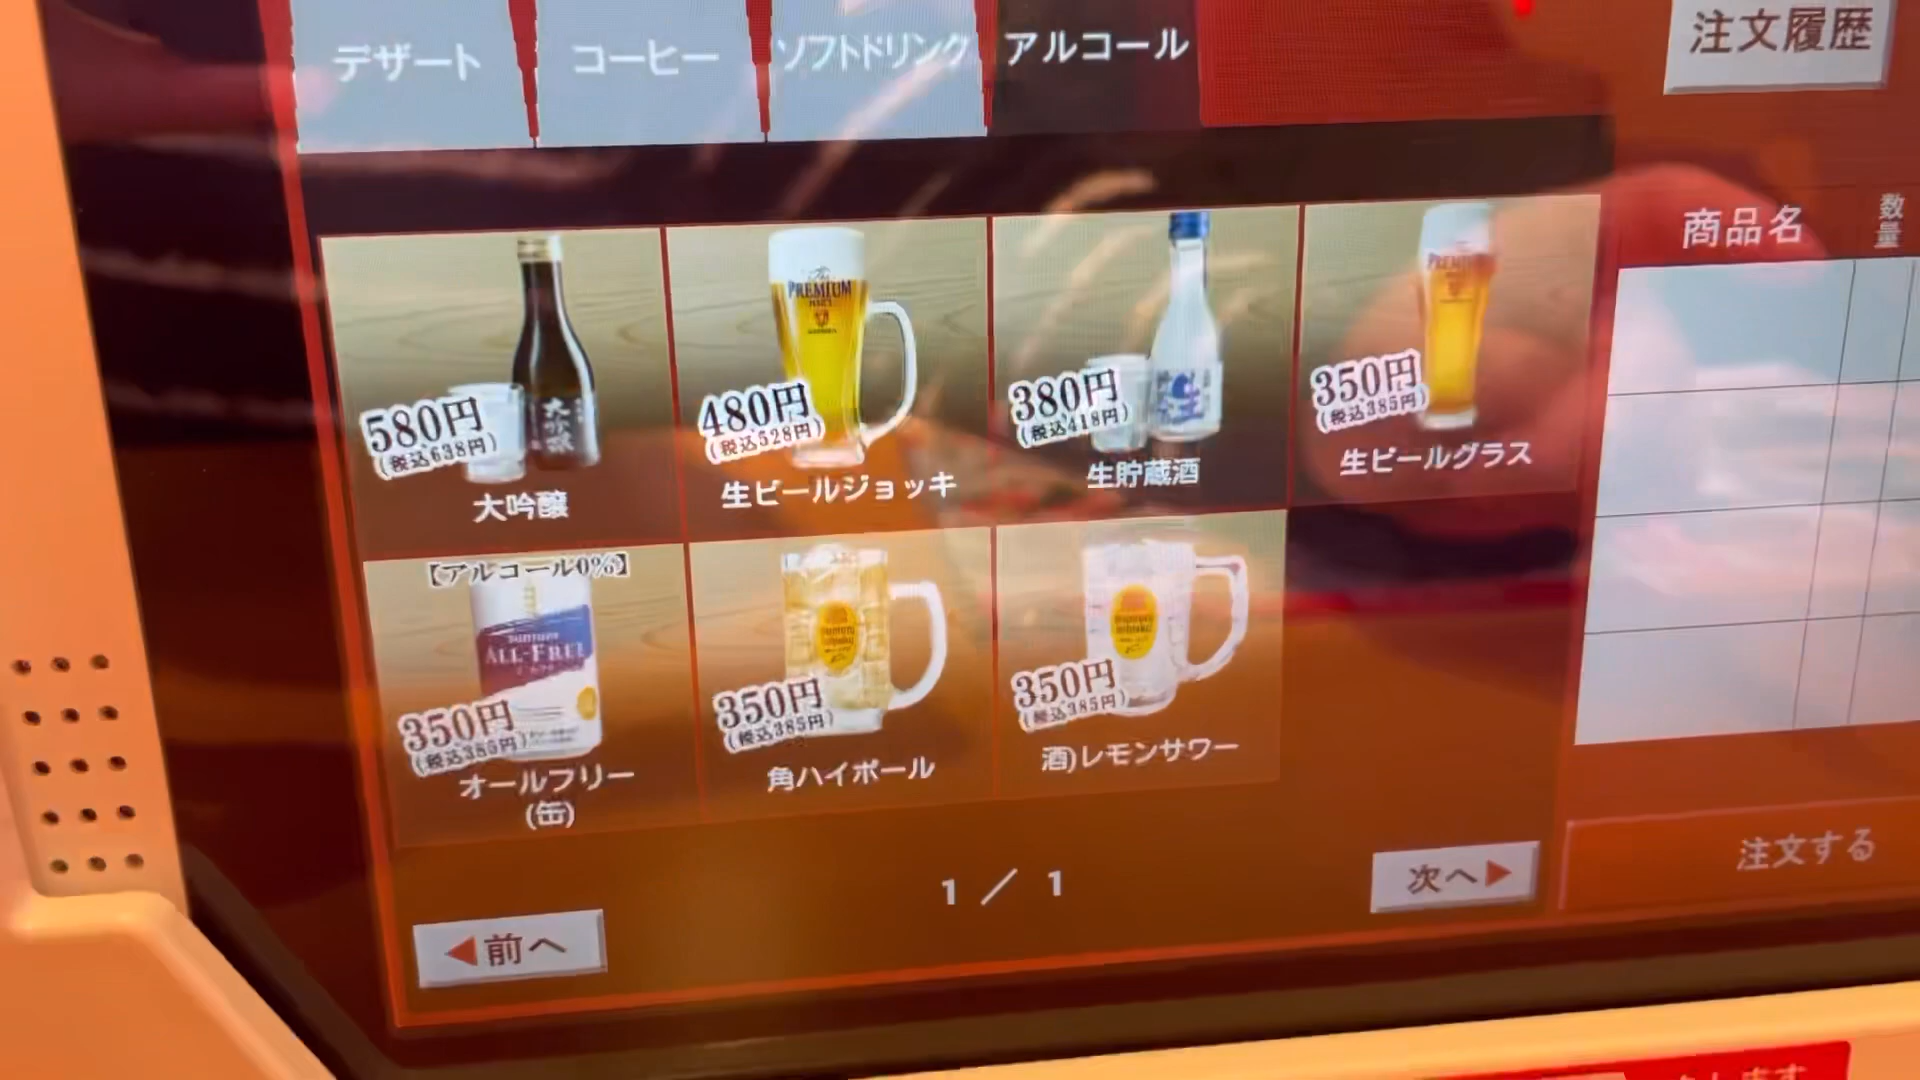 デザート
コーヒー
ソフトドリンク
アルコール
注文履歴
商品名
数量
大吟醸
580円
(税込638円)
大吟醸
PREMIUM
480円
(税込528円)
生ビールジョッキ
生
380円
(税込418円)
生貯蔵酒
PREMIUM
350円
(税込385円)
生ビールグラス
【アルコール0%】
SUNTORY
ALL-FREE
350円
(税込385円)
オールフリー
(缶)
350円
(税込385円)
角ハイボール
350円
(税込385円)
酒)レモンサワー
1 / 1
前へ
次へ
注文する